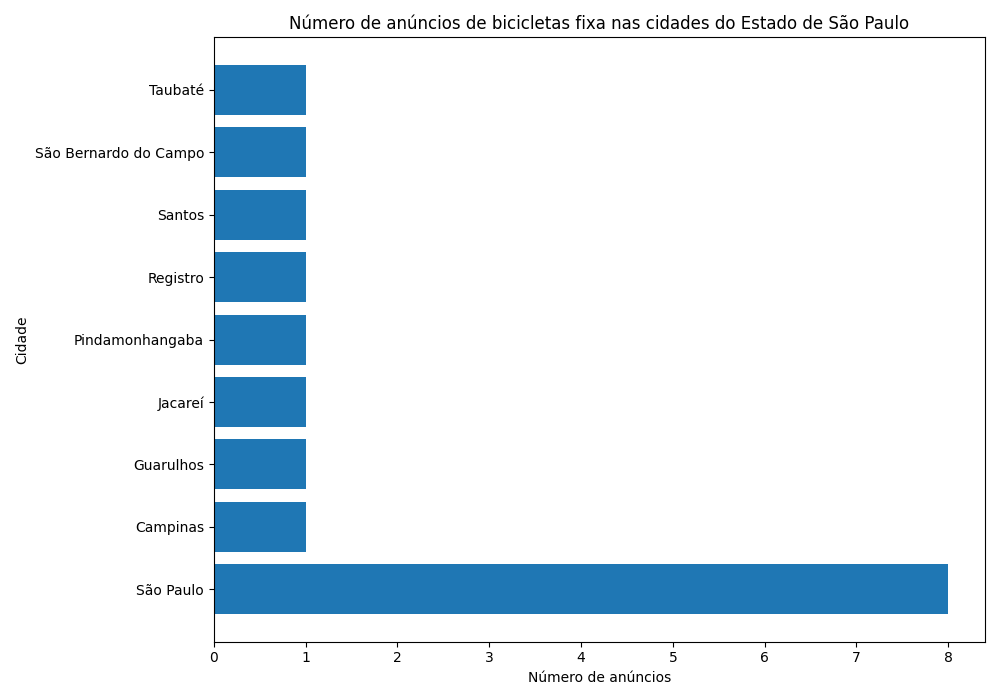 Número de anúncios de bicicletas fixa nas cidades do Estado de São Paulo
Cidade
Taubaté
São Bernardo do Campo
Santos
Registro
Pindamonhangaba
Jacareí
Guarulhos
Campinas
São Paulo
0 1 2 3 4 5 6 7 8
Número de anúncios